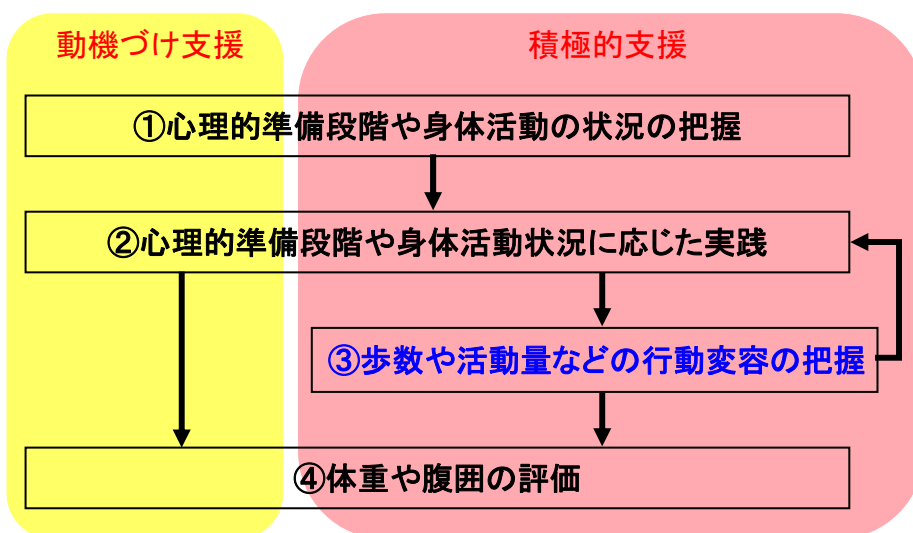 動機づけ支援
積極的支援
①心理的準備段階や身体活動の状況の把握
②心理的準備段階や身体活動状況に応じた実践
③歩数や活動量などの行動変容の把握
④体重や腹囲の評価